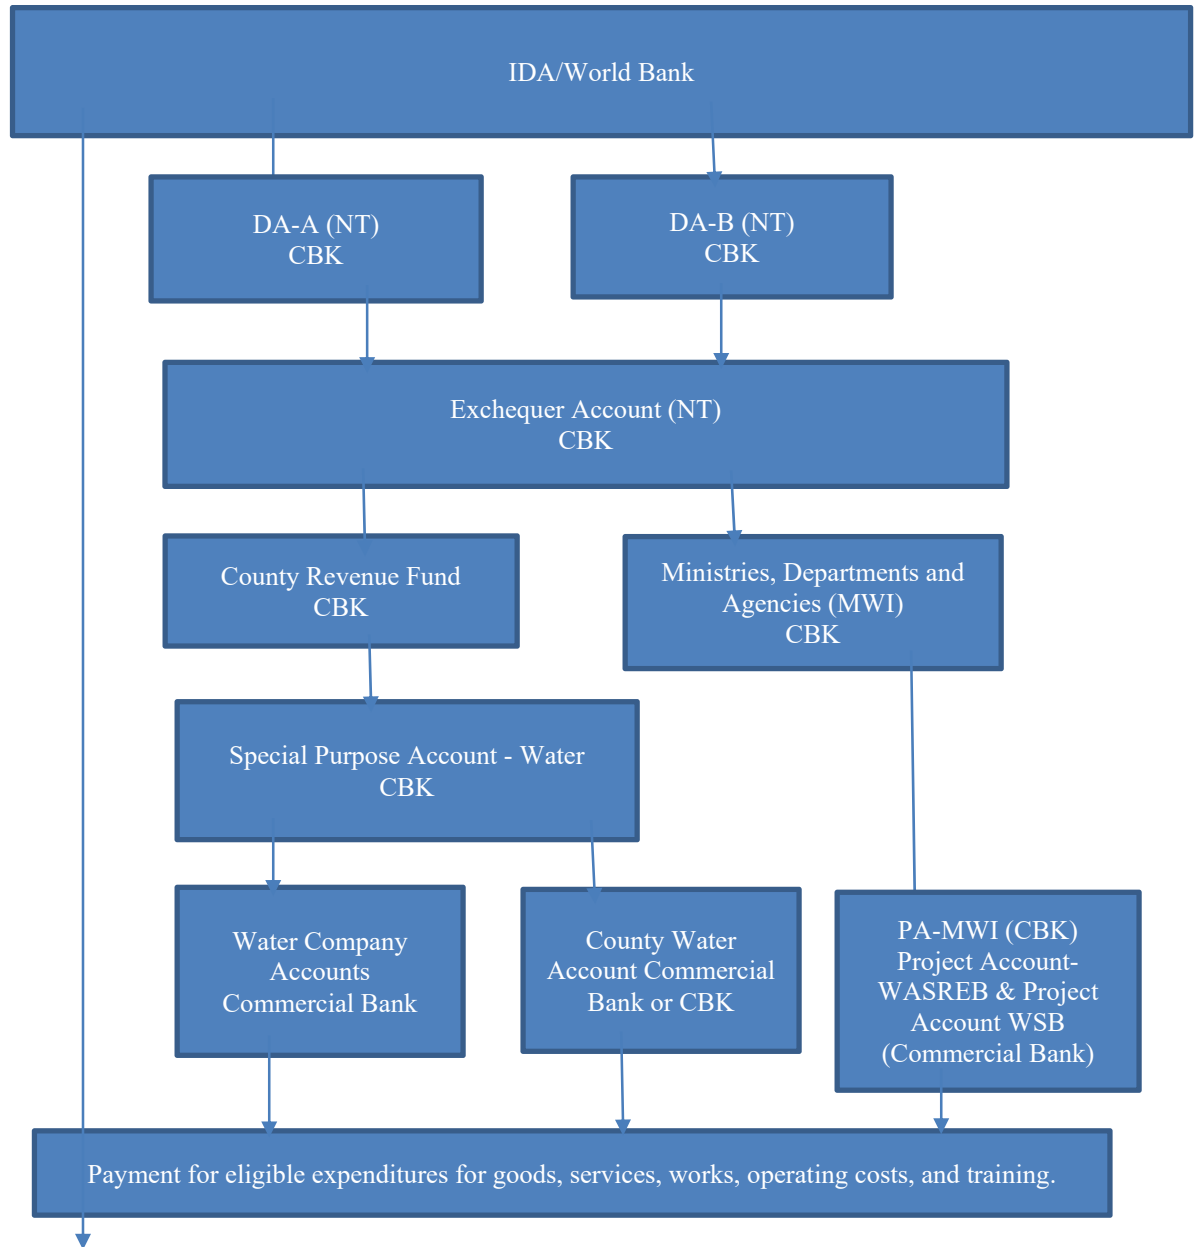 IDA/World Bank
DA-A (NT)
CBK
DA-B (NT)
CBK
Exchequer Account (NT)
CBK
County Revenue Fund
CBK
Ministries, Departments and
Agencies (MWI)
CBK
Special Purpose Account - Water
CBK
Water Company
Accounts
Commercial Bank
County Water
Account Commercial
Bank or CBK
PA-MWI (CBK)
Project Account-
WASREB & Project
Account WSB
(Commercial Bank)
Payment for eligible expenditures for goods, services, works, operating costs, and training.